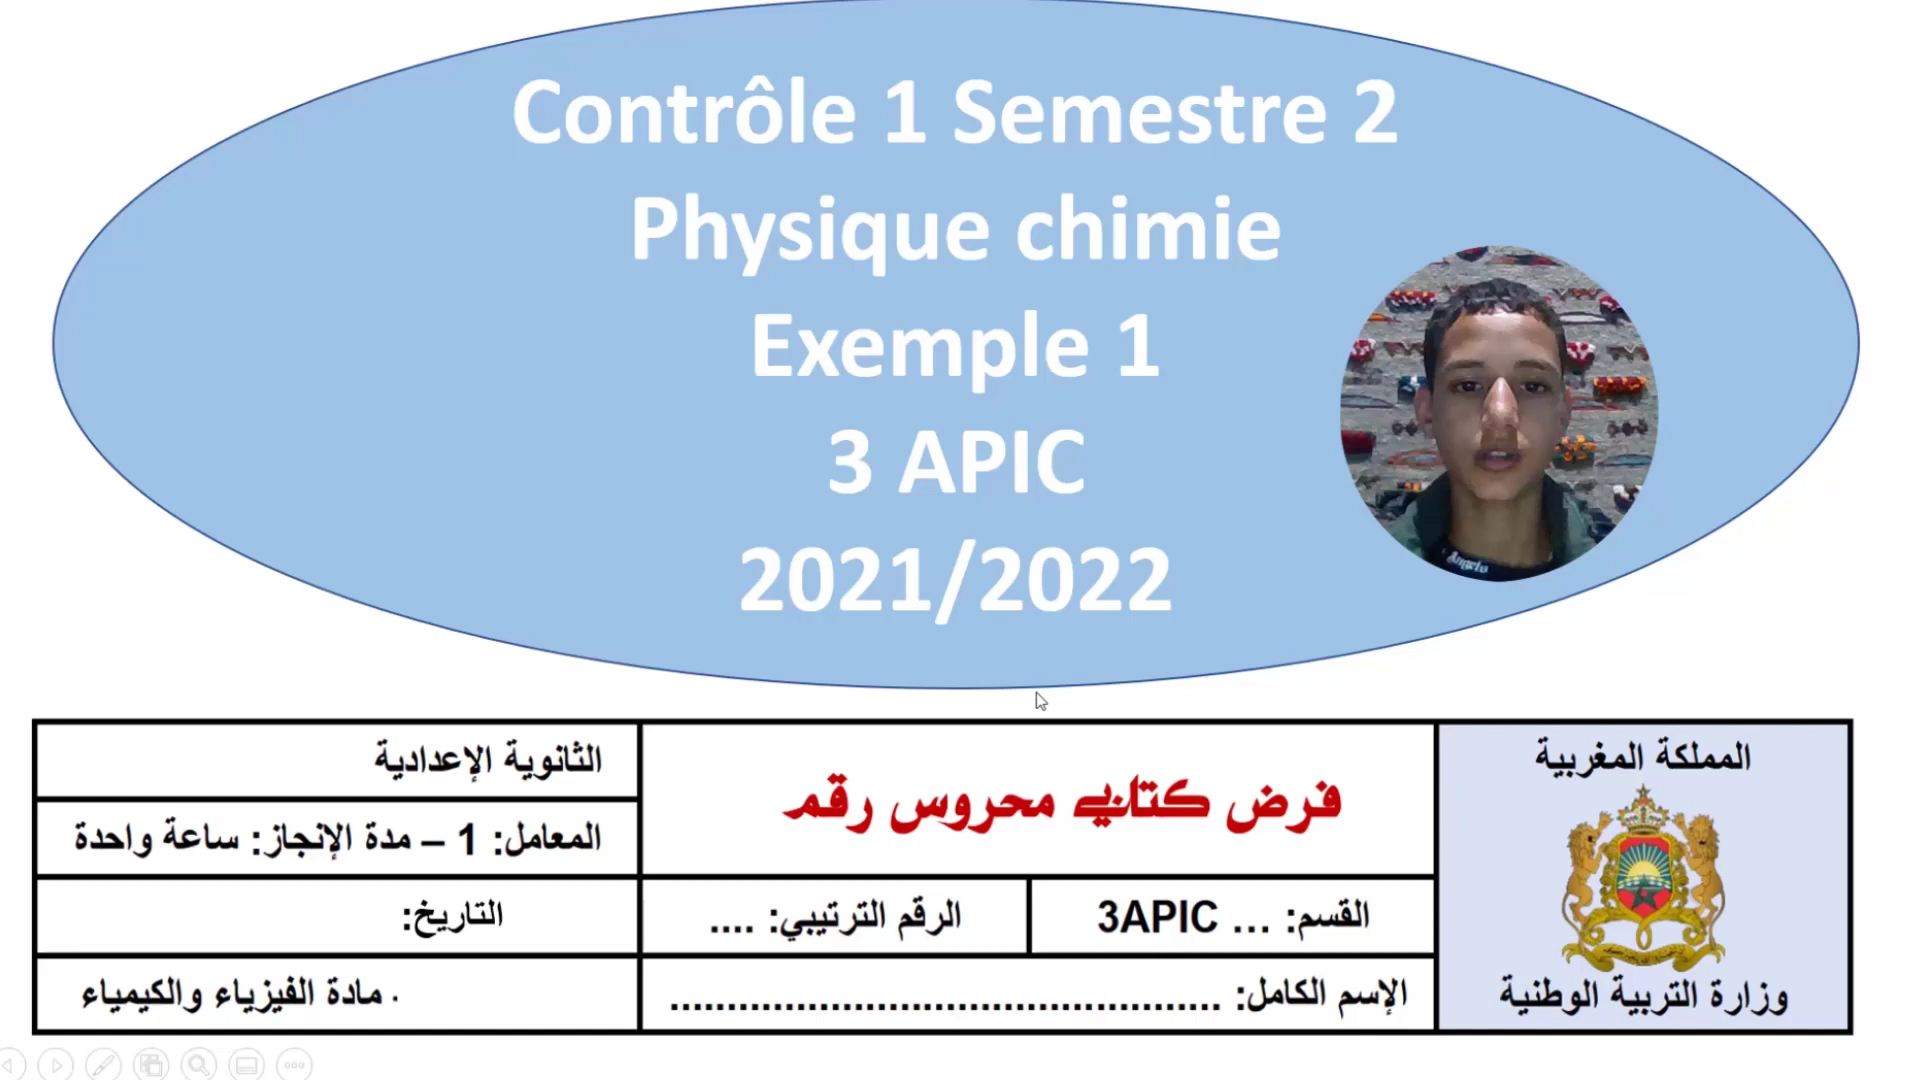 Contrôle 1 Semestre 2
Physique chimie
Exemple 1
3 APIC
2021/2022
Angelo
المملكة المغربية
وزارة التربية الوطنية
فرض كتابي محروس رقم
القسم: ... 3APIC
الرقم الترتيبي: ....
الإسم الكامل: ................................................
الثانوية الإعدادية
المعامل: 1 – مدة الإنجاز: ساعة واحدة
التاريخ:
مادة الفيزياء والكيمياء